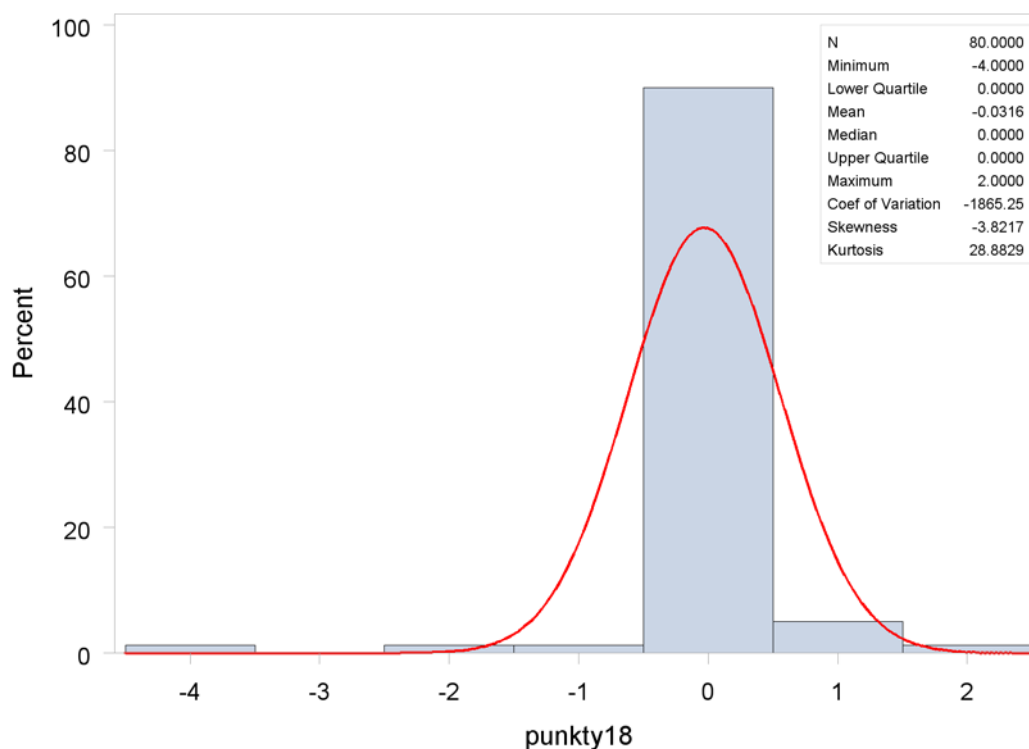 100
80
60
40
20
0
Percent
N 80.0000
Minimum -4.0000
Lower Quartile 0.0000
Mean -0.0316
Median 0.0000
Upper Quartile 0.0000
Maximum 2.0000
Coef of Variation -1865.25
Skewness -3.8217
Kurtosis 28.8829
-4 -3 -2 -1 0 1 2
punkty18